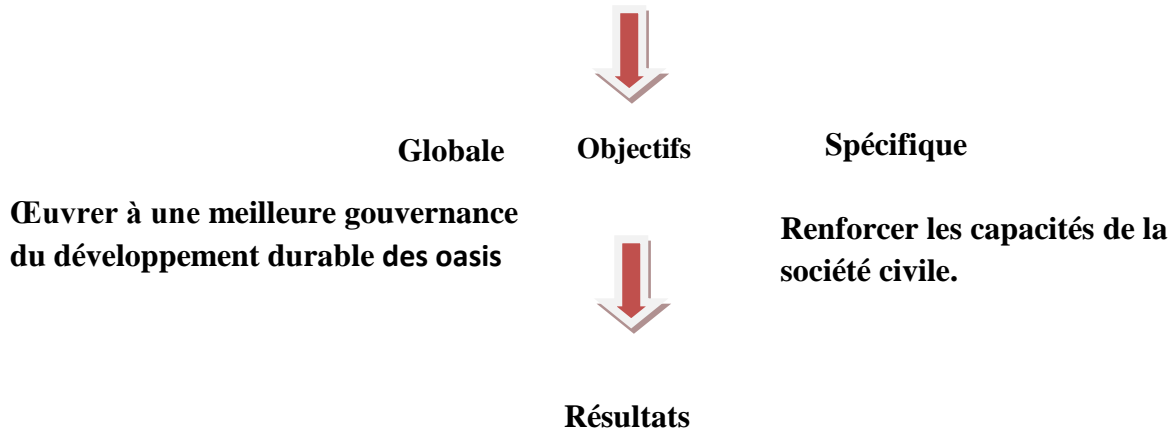 Globale Objectifs Spécifique
Œuvrer à une meilleure gouvernance
du développement durable des oasis
Renforcer les capacités de la
société civile.
Résultats